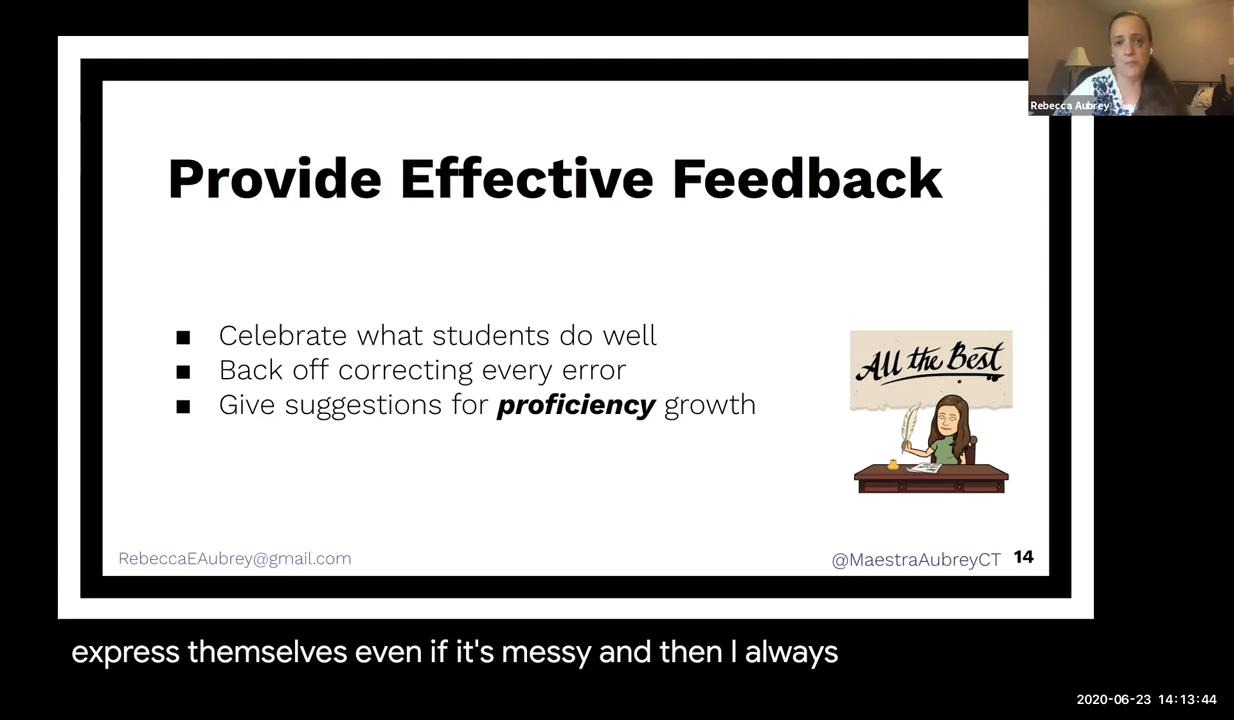 Rebecca Aubrey
Provide Effective Feedback
■ Celebrate what students do well
■ Back off correcting every error
■ Give suggestions for proficiency growth
All the Best
RebeccaEAubrey@gmail.com
@MaestraAubreyCT 14
express themselves even if it's messy and then I always
2020-06-23 14:13:44